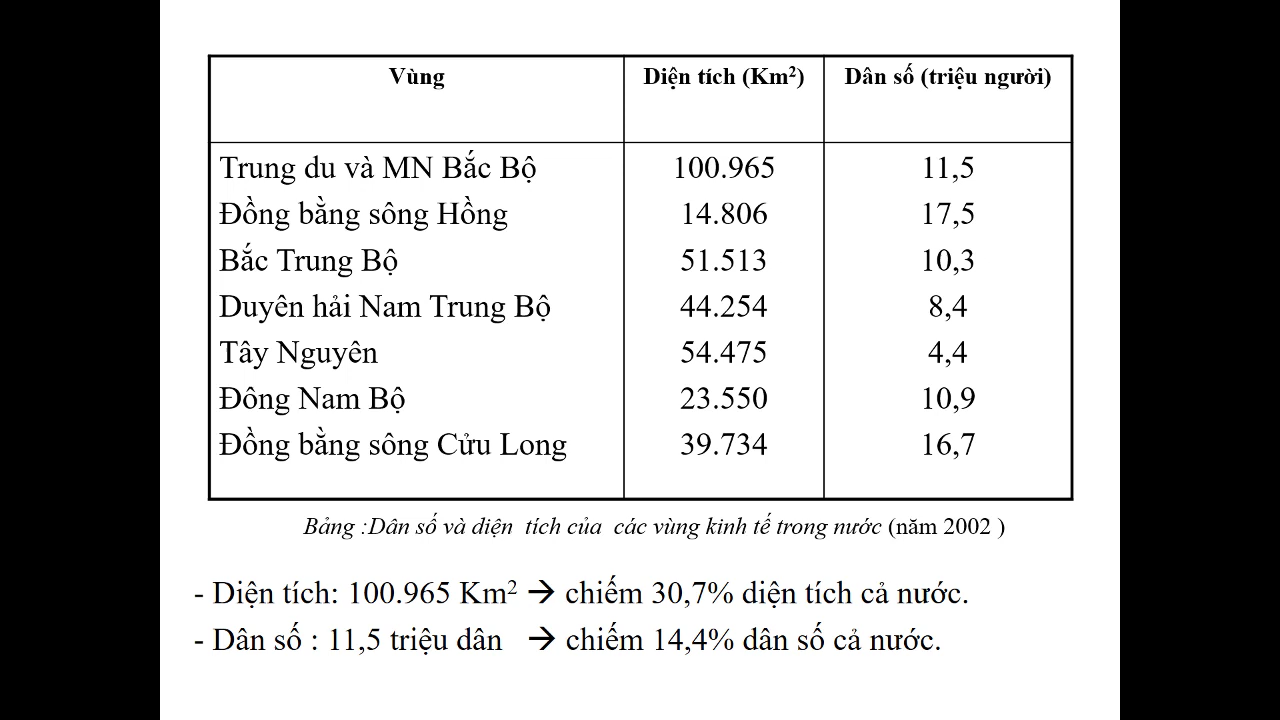 Vùng Diện tích (Km²) Dân số (triệu người)
Trung du và MN Bắc Bộ 100.965 11,5
Đồng bằng sông Hồng 14.806 17,5
Bắc Trung Bộ 51.513 10,3
Duyên hải Nam Trung Bộ 44.254 8,4
Tây Nguyên 54.475 4,4
Đông Nam Bộ 23.550 10,9
Đồng bằng sông Cửu Long 39.734 16,7
Bảng :Dân số và diện tích của các vùng kinh tế trong nước (năm 2002 )
- Diện tích: 100.965 Km² → chiếm 30,7% diện tích cả nước.
- Dân số : 11,5 triệu dân → chiếm 14,4% dân số cả nước.